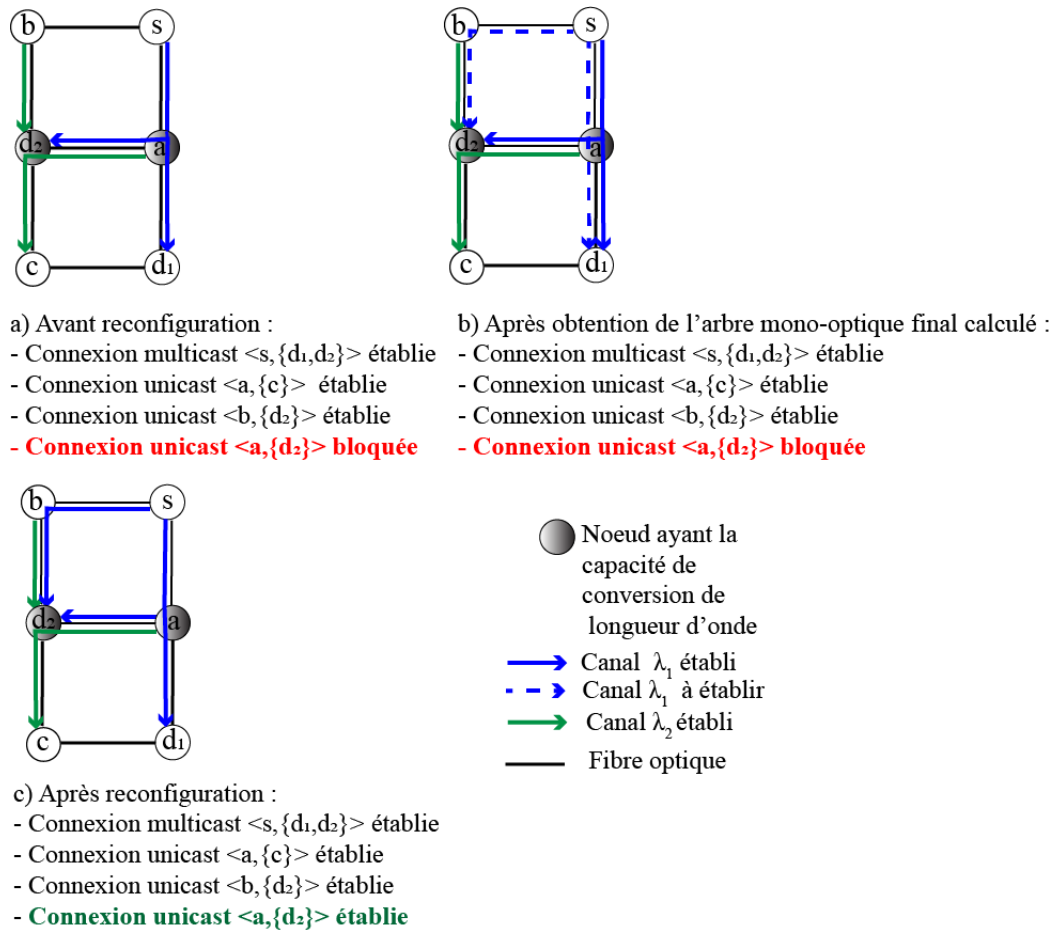 b
s
d₂
a
c
d₁
a) Avant reconfiguration :
- Connexion multicast <s,{d₁,d₂}> établie
- Connexion unicast <a,{c}> établie
- Connexion unicast <b,{d₂}> établie
- Connexion unicast <a,{d₂}> bloquée
b
s
d₂
a
c
d₁
b) Après obtention de l’arbre mono-optique final calculé :
- Connexion multicast <s,{d₁,d₂}> établie
- Connexion unicast <a,{c}> établie
- Connexion unicast <b,{d₂}> établie
- Connexion unicast <a,{d₂}> bloquée
b
s
d₂
a
c
d₁
c) Après reconfiguration :
- Connexion multicast <s,{d₁,d₂}> établie
- Connexion unicast <a,{c}> établie
- Connexion unicast <b,{d₂}> établie
- Connexion unicast <a,{d₂}> établie
Noeud ayant la
capacité de
conversion de
longueur d’onde
Canal λ₁ établi
Canal λ₁ à établir
Canal λ₂ établi
Fibre optique